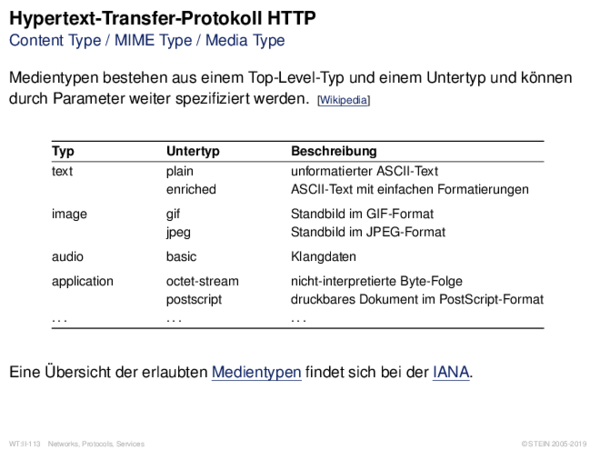 Hypertext-Transfer-Protokoll HTTP
Content Type / MIME Type / Media Type
Medientypen bestehen aus einem Top-Level-Typ und einem Untertyp und können
durch Parameter weiter spezifiziert werden. [Wikipedia]
Typ Untertyp Beschreibung
text plain unformatierter ASCII-Text
enriched ASCII-Text mit einfachen Formatierungen
image gif Standbild im GIF-Format
jpeg Standbild im JPEG-Format
audio basic Klangdaten
application octet-stream nicht-interpretierte Byte-Folge
postscript druckbares Dokument im PostScript-Format
... ... ...
Eine Übersicht der erlaubten Medientypen findet sich bei der IANA.
WT:II-113 Networks, Protocols, Services ©STEIN 2005-2019